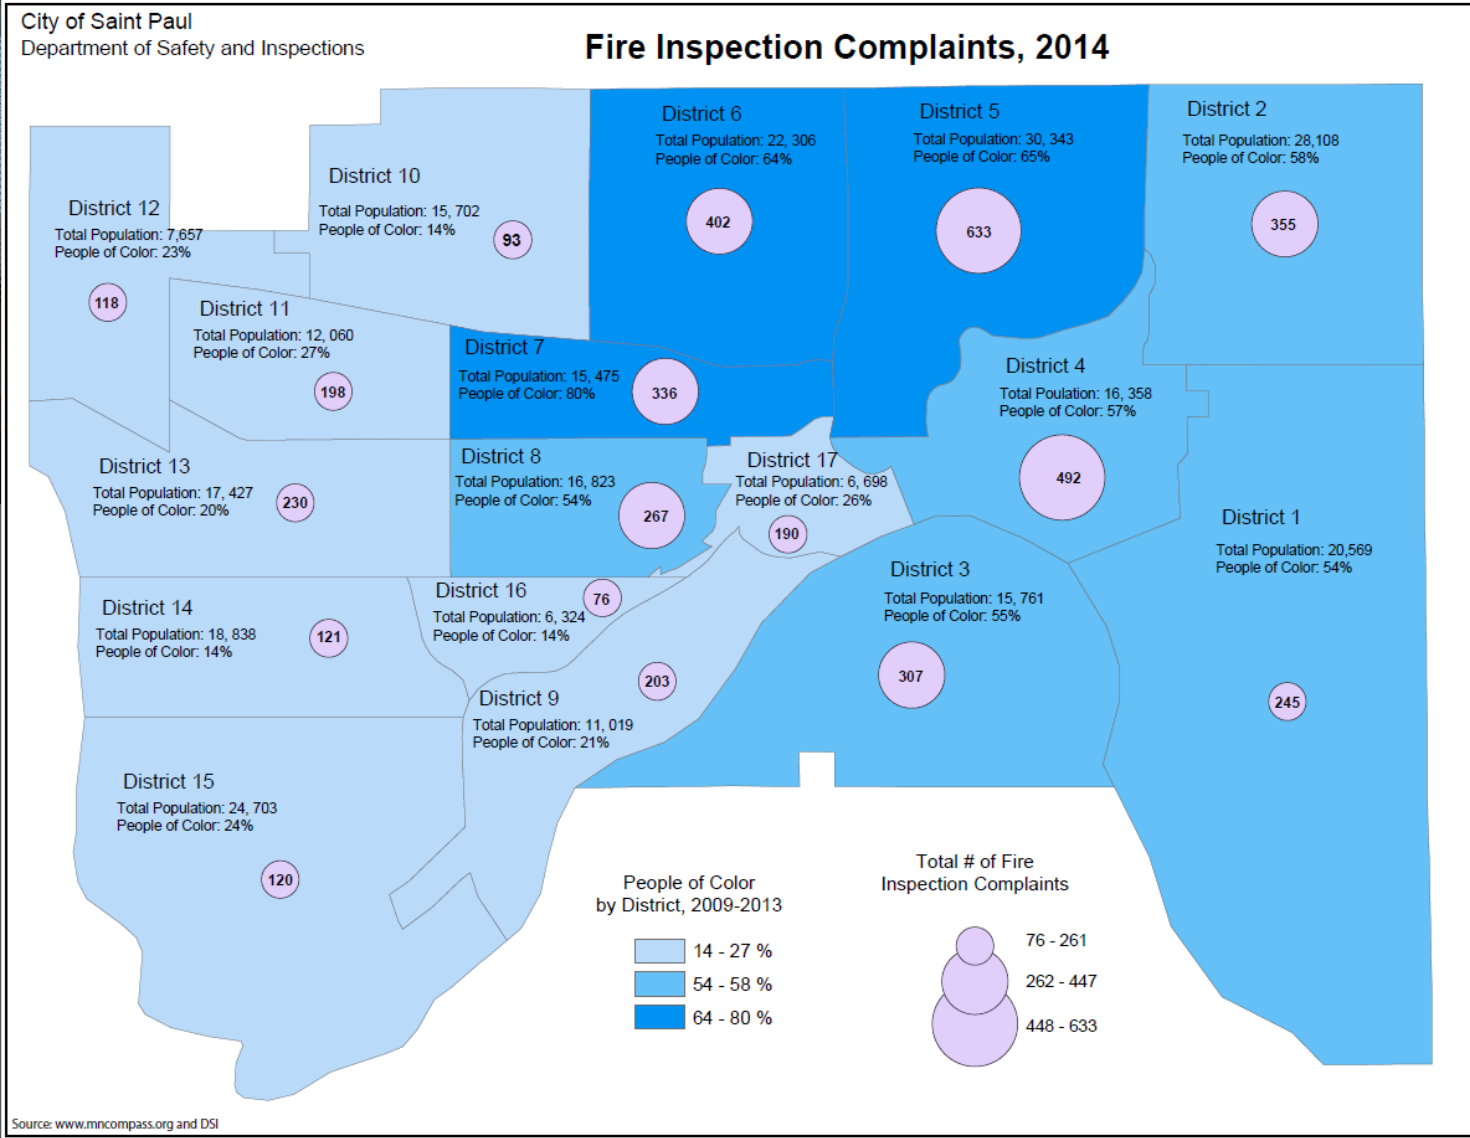 City of Saint Paul
Department of Safety and Inspections
Fire Inspection Complaints, 2014
District 12
Total Population: 7,657
People of Color: 23%
118
District 10
Total Population: 15, 702
People of Color: 14%
93
District 6
Total Population: 22, 306
People of Color: 64%
402
District 5
Total Population: 30, 343
People of Color: 65%
633
District 2
Total Population: 28,108
People of Color: 58%
355
District 11
Total Population: 12, 060
People of Color: 27%
198
District 7
Total Population: 15, 475
People of Color: 80%
336
District 4
Total Poulation: 16, 358
People of Color: 57%
492
District 13
Total Population: 17, 427
People of Color: 20%
230
District 8
Total Population: 16, 823
People of Color: 54%
267
District 17
Total Population: 6, 698
People of Color: 26%
190
District 1
Total Population: 20,569
People of Color: 54%
245
District 14
Total Population: 18, 838
People of Color: 14%
121
District 16
Total Population: 6, 324
People of Color: 14%
76
District 3
Total Population: 15, 761
People of Color: 55%
307
District 9
Total Population: 11, 019
People of Color: 21%
203
District 15
Total Population: 24, 703
People of Color: 24%
120
People of Color
by District, 2009-2013
14 - 27 %
54 - 58 %
64 - 80 %
Total # of Fire
Inspection Complaints
76 - 261
262 - 447
448 - 633
Source: www.mncompass.org and DSI